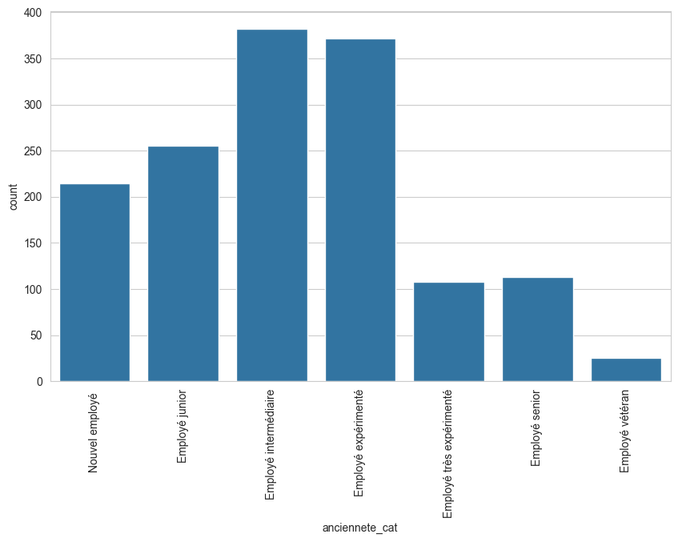 400
350
300
250
200
150
100
50
0
count
Nouvel employé
Employé junior
Employé intermédiaire
Employé expérimenté
Employé très expérimenté
Employé senior
Employé vétéran
anciennete_cat